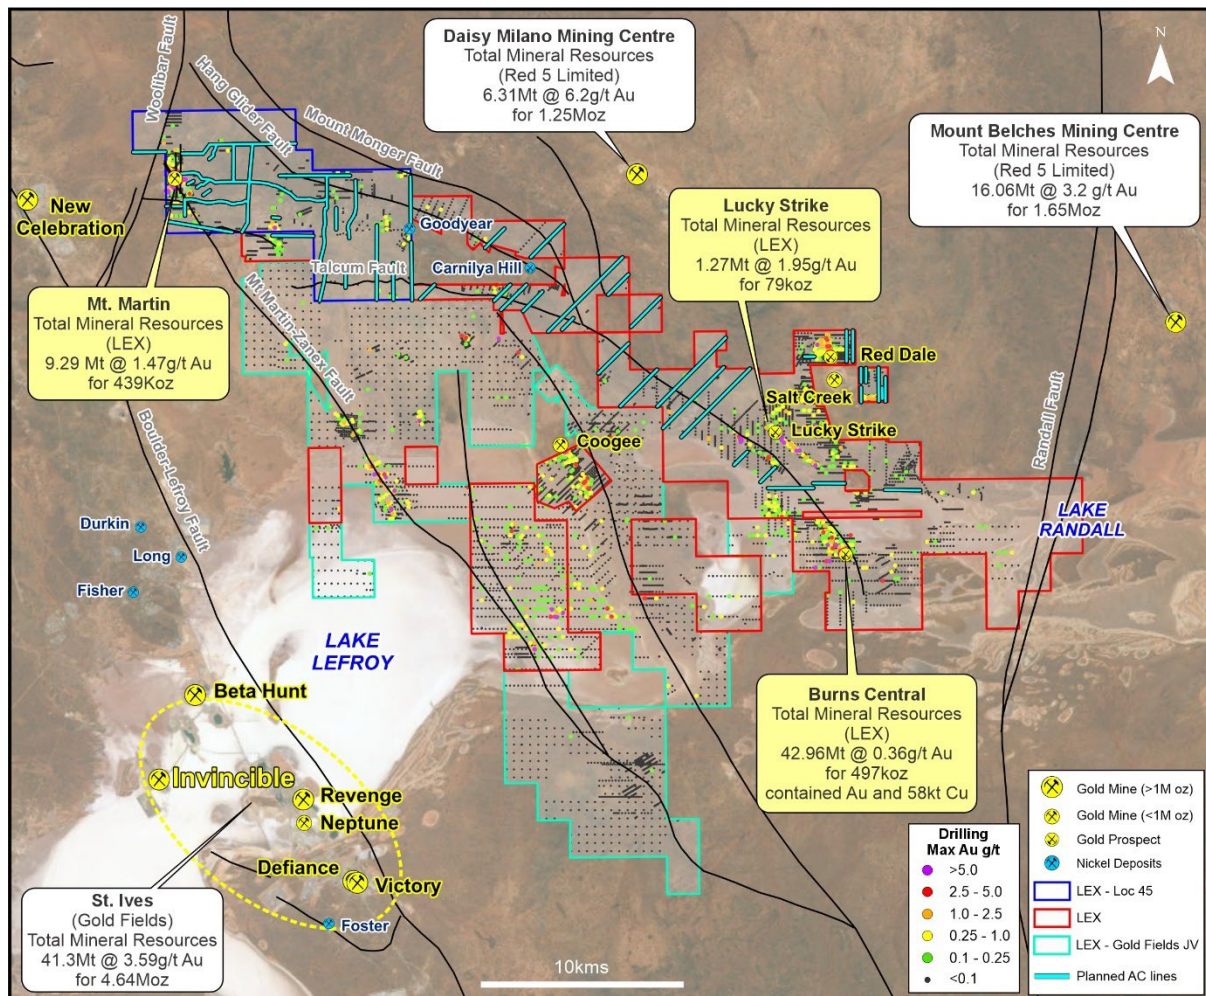 Daisy Milano Mining Centre
Total Mineral Resources
(Red 5 Limited)
6.31Mt @ 6.2g/t Au
for 1.25Moz
N
Mount Belches Mining Centre
Total Mineral Resources
(Red 5 Limited)
16.06Mt @ 3.2 g/t Au
for 1.65Moz
Woolibar Fault
Hang Glider Fault
Mount Monger Fault
New
Celebration
Goodyear
Carnilya Hill
Talcum Fault
Lucky Strike
Total Mineral Resources
(LEX)
1.27Mt @ 1.95g/t Au
for 79koz
Mt. Martin
Total Mineral Resources
(LEX)
9.29 Mt @ 1.47g/t Au
for 439Koz
Mt Martin-Zanex Fault
Red Dale
Salt Creek
Lucky Strike
Coogee
Randall Fault
Boulder-Lefroy Fault
Durkin
Long
Fisher
LAKE
RANDALL
LAKE
LEFROY
Beta Hunt
Invincible
Revenge
Neptune
Defiance
Victory
Foster
Burns Central
Total Mineral Resources
(LEX)
42.96Mt @ 0.36g/t Au
for 497koz
contained Au and 58kt Cu
St. Ives
(Gold Fields)
Total Mineral Resources
41.3Mt @ 3.59g/t Au
for 4.64Moz
10kms
Drilling
Max Au g/t
>5.0
2.5 - 5.0
1.0 - 2.5
0.25 - 1.0
0.1 - 0.25
<0.1
Gold Mine (>1M oz)
Gold Mine (<1M oz)
Gold Prospect
Nickel Deposits
LEX - Loc 45
LEX
LEX - Gold Fields JV
Planned AC lines